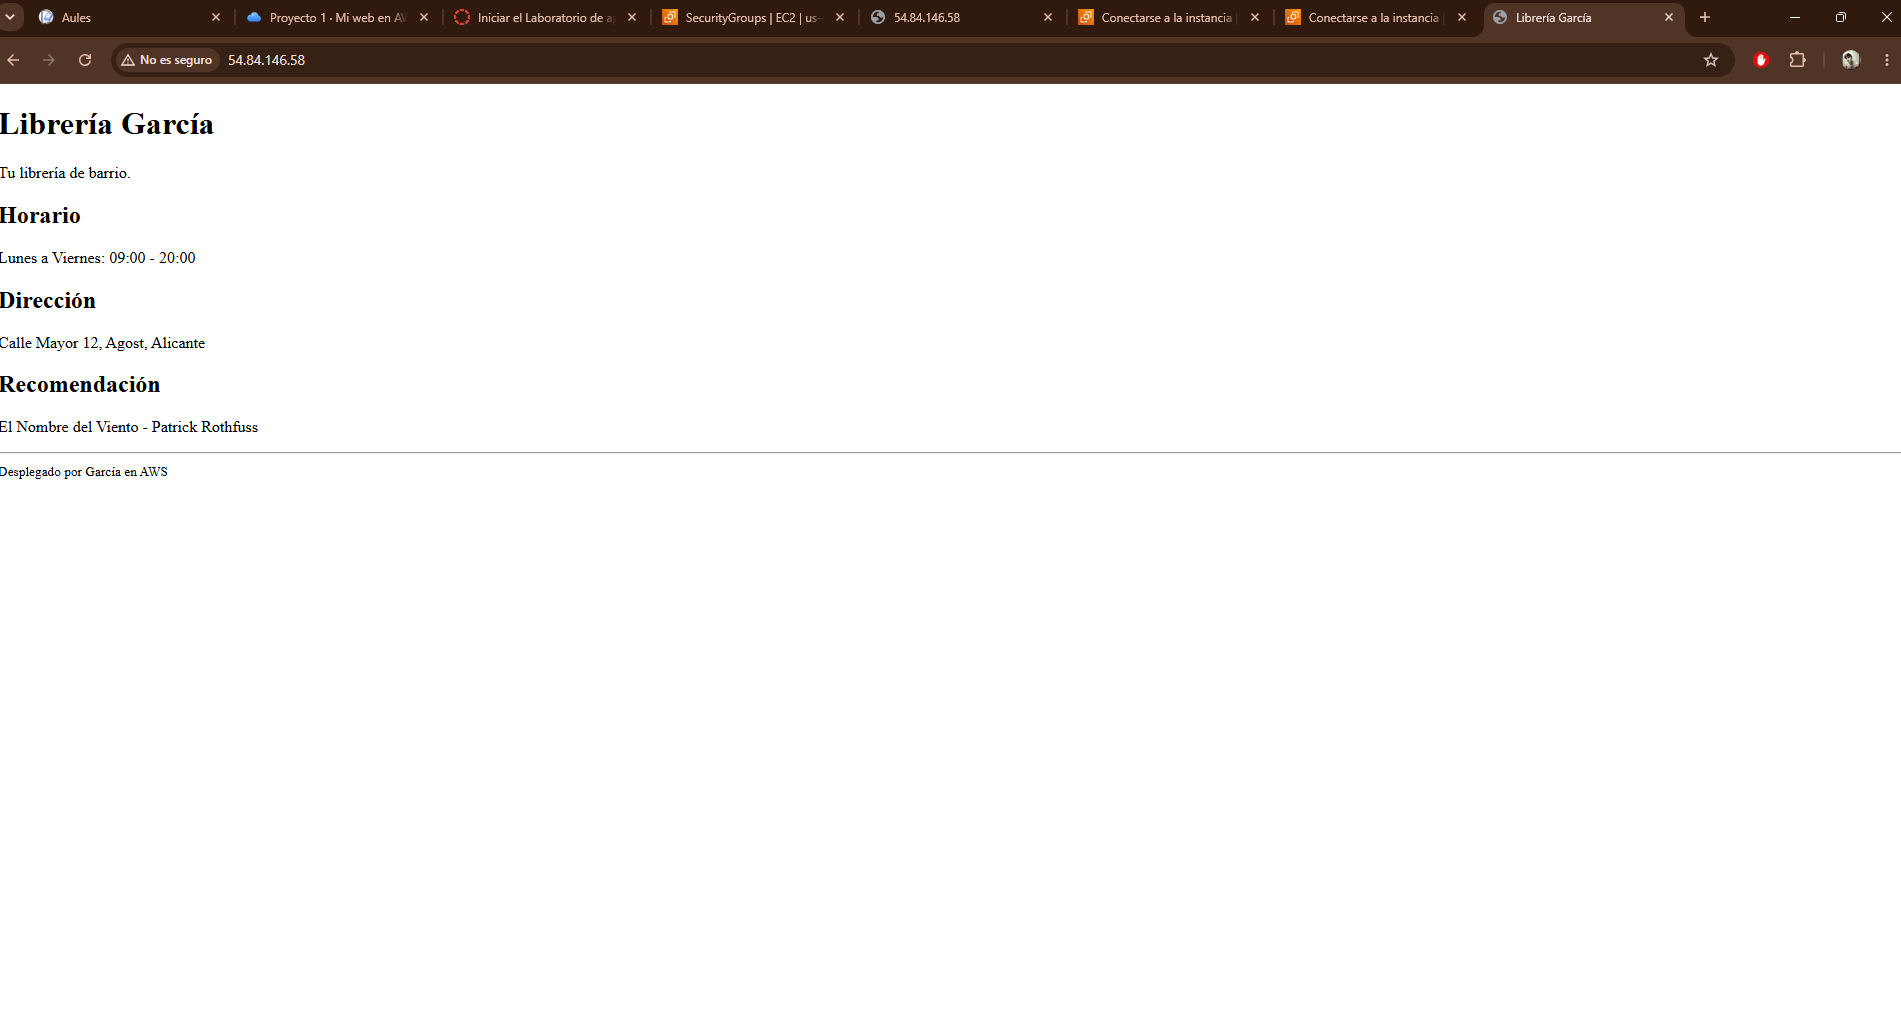 Aules
Proyecto 1 · Mi web en AW
Iniciar el Laboratorio de a
SecurityGroups | EC2 | us-
54.84.146.58
Conectarse a la instancia |
Conectarse a la instancia |
Librería García
No es seguro
54.84.146.58
Librería García
Tu librería de barrio.
Horario
Lunes a Viernes: 09:00 - 20:00
Dirección
Calle Mayor 12, Agost, Alicante
Recomendación
El Nombre del Viento - Patrick Rothfuss
Desplegado por García en AWS